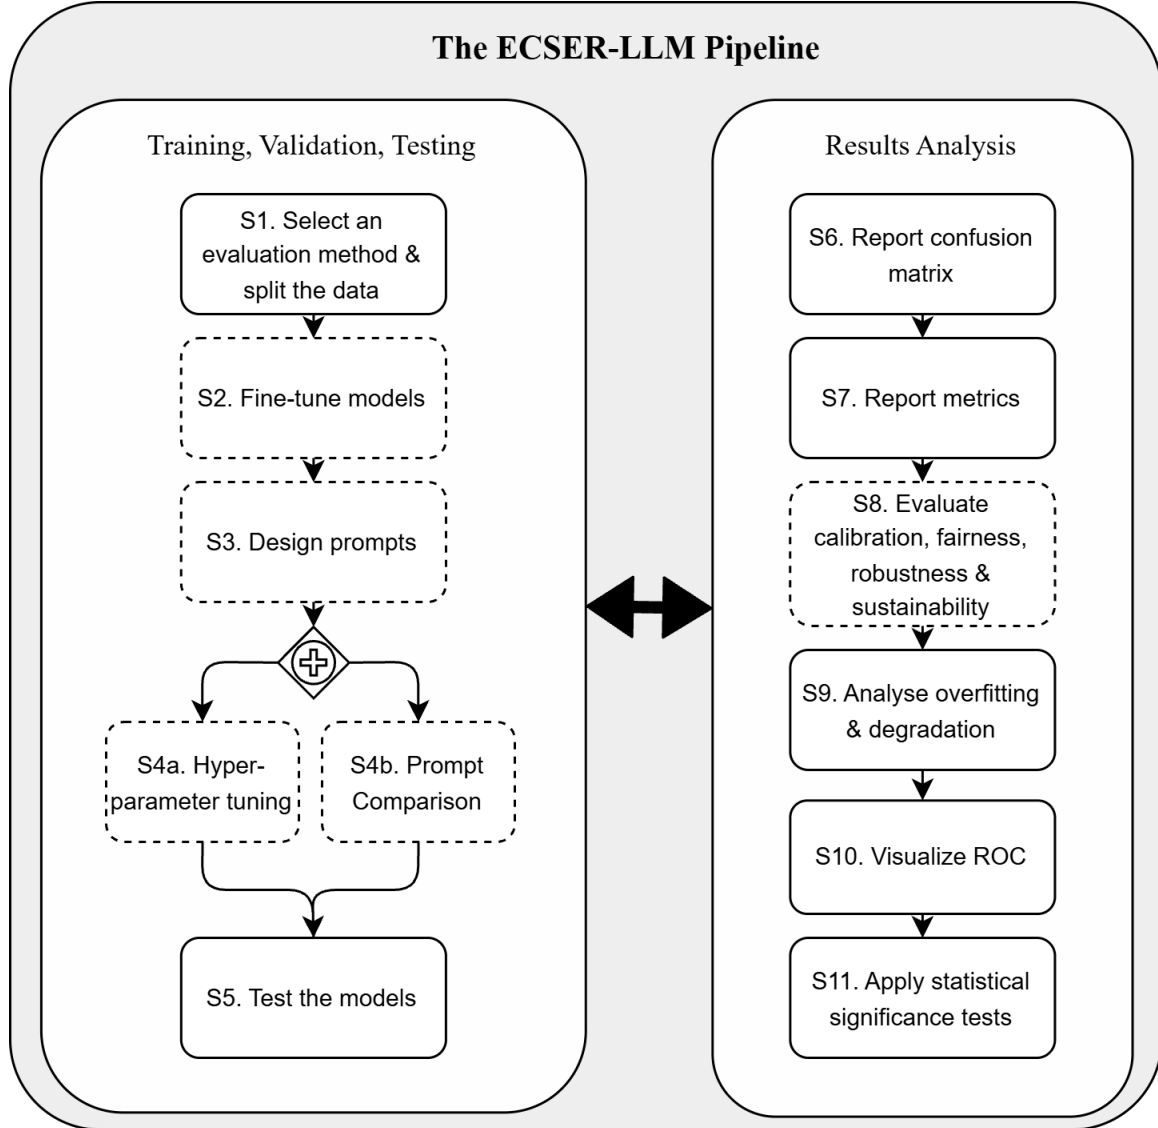 The ECSER-LLM Pipeline
Training, Validation, Testing
S1. Select an
evaluation method &
split the data
S2. Fine-tune models
S3. Design prompts
S4a. Hyper-
parameter tuning
S4b. Prompt
Comparison
S5. Test the models
Results Analysis
S6. Report confusion
matrix
S7. Report metrics
S8. Evaluate
calibration, fairness,
robustness &
sustainability
S9. Analyse overfitting
& degradation
S10. Visualize ROC
S11. Apply statistical
significance tests